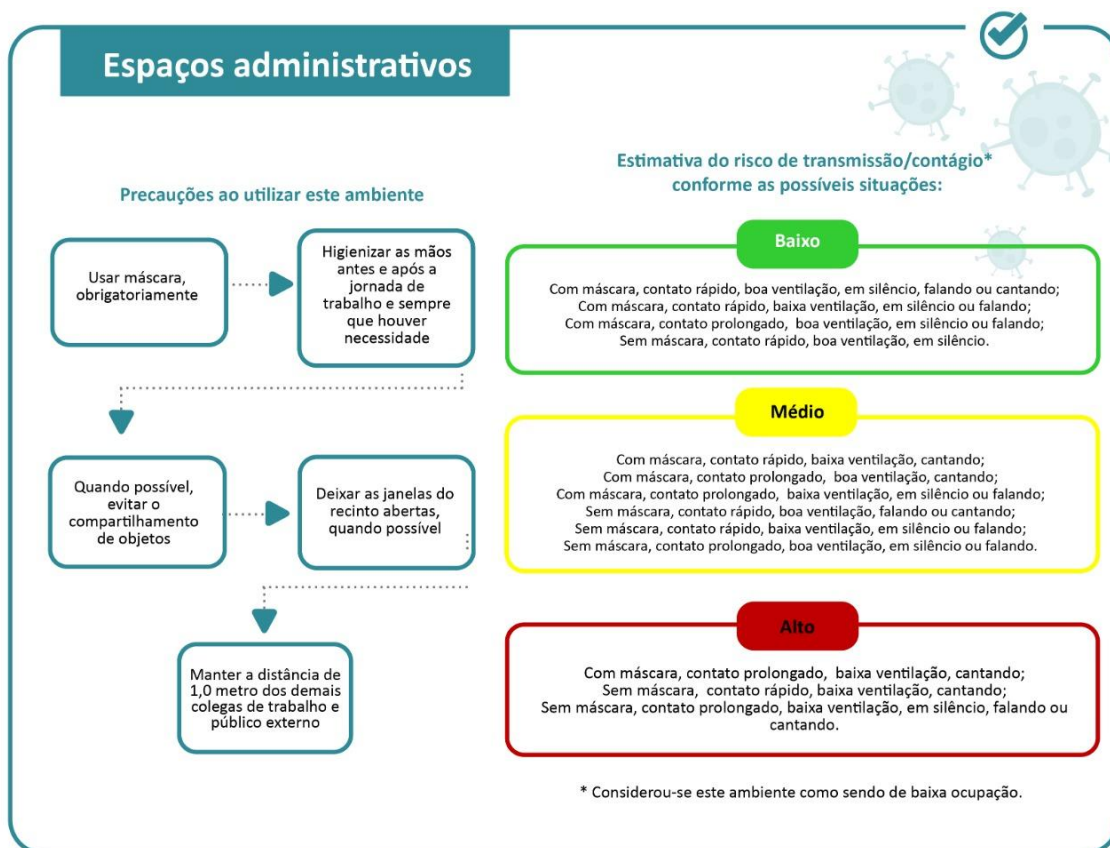 Espaços administrativos
Precauções ao utilizar este ambiente
Usar máscara,
obrigatoriamente
Higienizar as mãos
antes e após a
jornada de
trabalho e sempre
que houver
necessidade
Quando possível,
evitar o
compartilhamento
de objetos
Deixar as janelas do
recinto abertas,
quando possível
Manter a distância de
1,0 metro dos demais
colegas de trabalho e
público externo
Estimativa do risco de transmissão/contágio*
conforme as possíveis situações:
Baixo
Com máscara, contato rápido, boa ventilação, em silêncio, falando ou cantando;
Com máscara, contato rápido, baixa ventilação, em silêncio ou falando;
Com máscara, contato prolongado, boa ventilação, em silêncio ou falando;
Sem máscara, contato rápido, boa ventilação, em silêncio.
Médio
Com máscara, contato rápido, baixa ventilação, cantando;
Com máscara, contato prolongado, boa ventilação, cantando;
Com máscara, contato prolongado, baixa ventilação, em silêncio ou falando;
Sem máscara, contato rápido, boa ventilação, falando ou cantando;
Sem máscara, contato rápido, baixa ventilação, em silêncio ou falando;
Sem máscara, contato prolongado, boa ventilação, em silêncio ou falando.
Alto
Com máscara, contato prolongado, baixa ventilação, cantando;
Sem máscara, contato rápido, baixa ventilação, cantando;
Sem máscara, contato prolongado, baixa ventilação, em silêncio, falando ou
cantando.
* Considerou-se este ambiente como sendo de baixa ocupação.